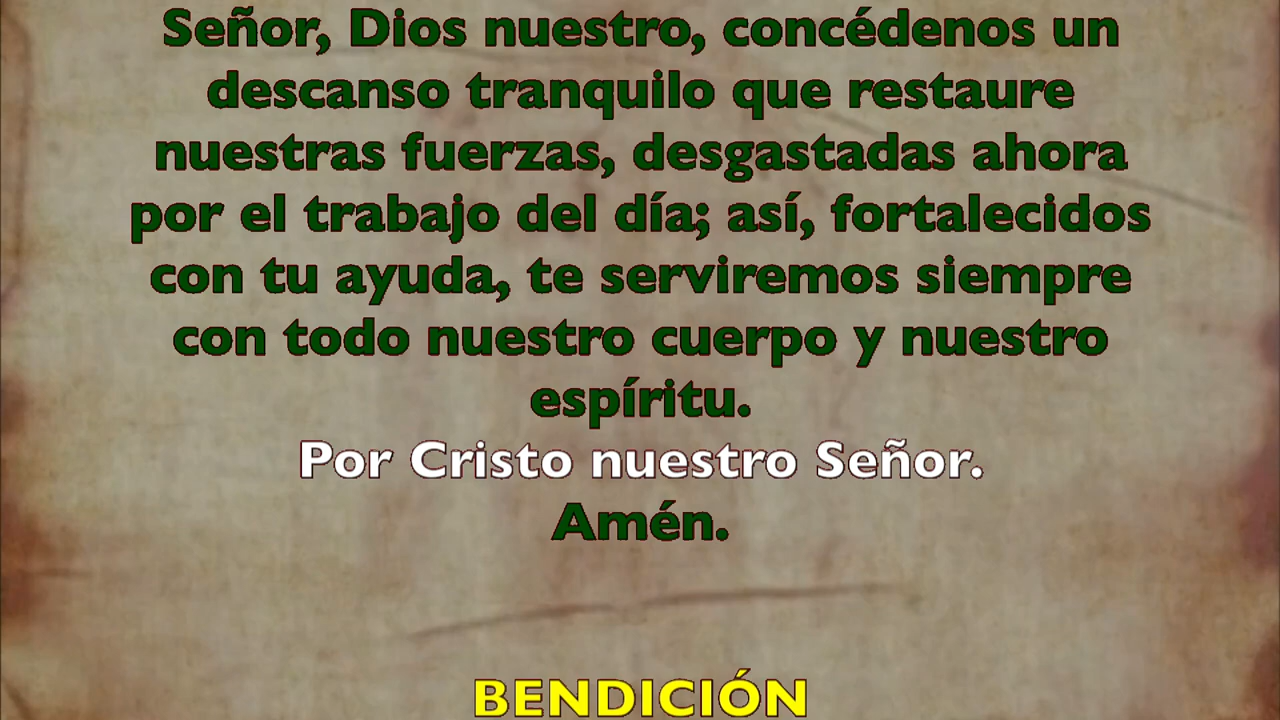 Señor, Dios nuestro, concédenos un
descanso tranquilo que restaure
nuestras fuerzas, desgastadas ahora
por el trabajo del día; así, fortalecidos
con tu ayuda, te serviremos siempre
con todo nuestro cuerpo y nuestro
espíritu.
Por Cristo nuestro Señor.
Amén.
BENDICIÓN